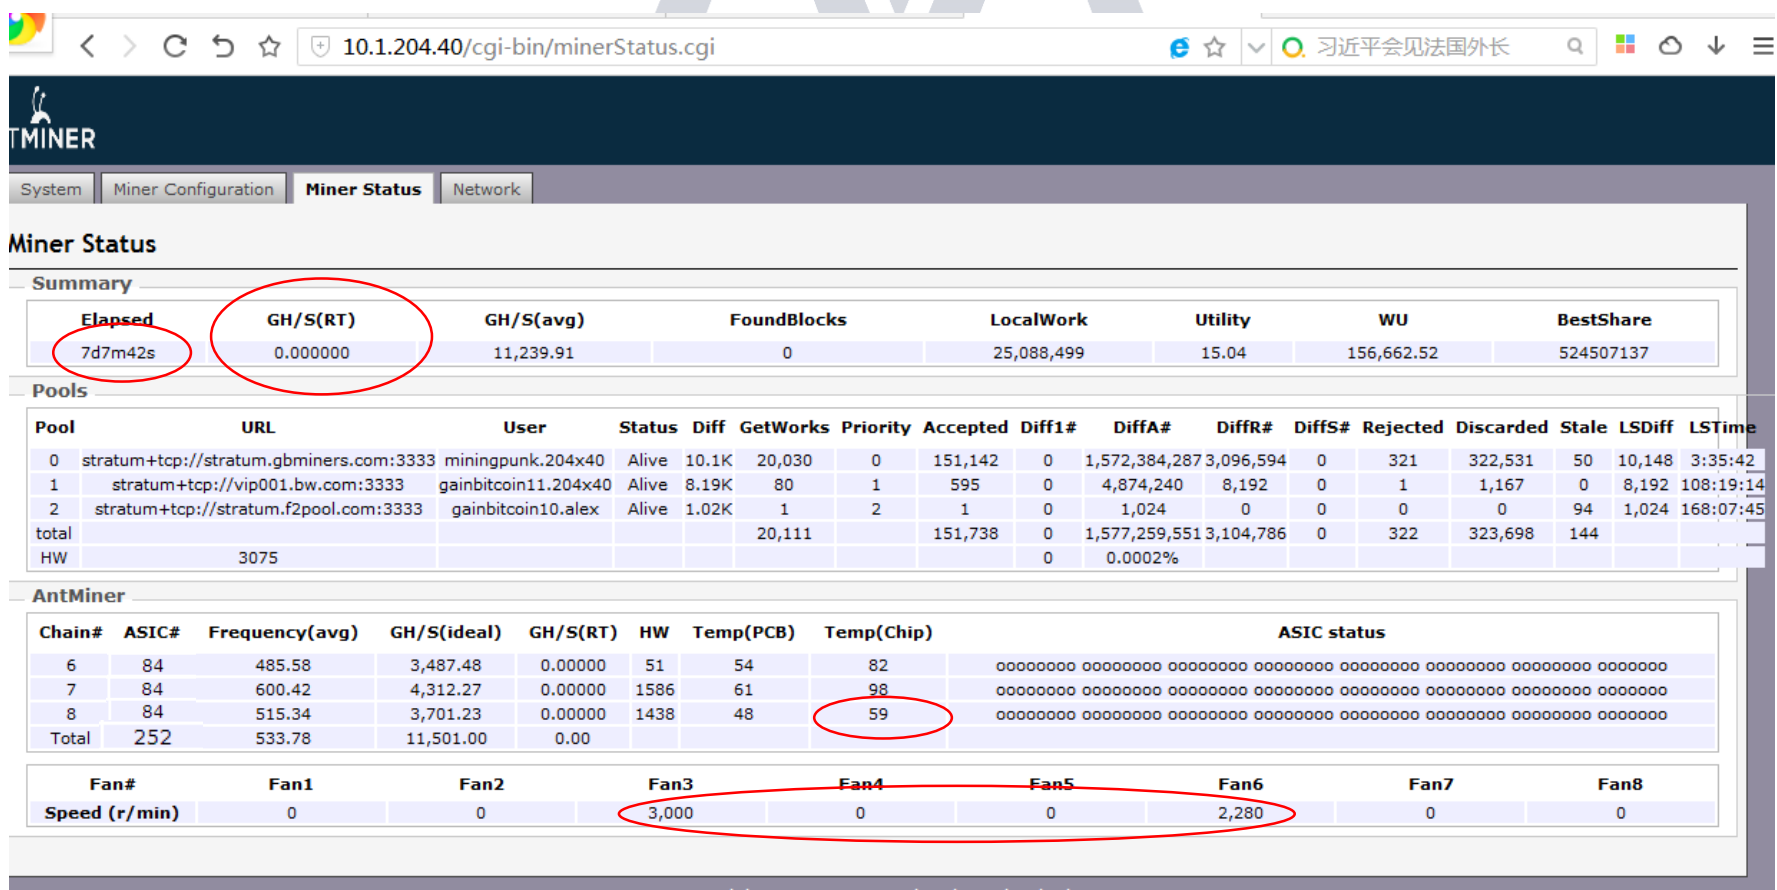 10.1.204.40/cgi-bin/minerStatus.cgi 习近平会见法国外长
TMINER
System Miner Configuration Miner Status Network
Miner Status
Summary
Elapsed GH/S(RT) GH/S(avg) FoundBlocks LocalWork Utility WU BestShare
7d7m42s 0.000000 11,239.91 0 25,088,499 15.04 156,662.52 524507137
Pools
Pool URL User Status Diff GetWorks Priority Accepted Diff1# DiffA# DiffR# DiffS# Rejected Discarded Stale LSDiff LSTime
0 stratum+tcp://stratum.gbminers.com:3333 miningpunk.204x40 Alive 10.1K 20,030 0 151,142 0 1,572,384,287 3,096,594 0 321 322,531 50 10,148 3:35:42
1 stratum+tcp://vip001.bw.com:3333 gainbitcoin11.204x40 Alive 8.19K 80 1 595 0 4,874,240 8,192 0 1 1,167 0 8,192 108:19:14
2 stratum+tcp://stratum.f2pool.com:3333 gainbitcoin10.alex Alive 1.02K 1 2 1 0 1,024 0 0 0 0 94 1,024 168:07:45
total 20,111 151,738 0 1,577,259,551 3,104,786 0 322 323,698 144
HW 3075 0 0.0002%
AntMiner
Chain# ASIC# Frequency(avg) GH/S(ideal) GH/S(RT) HW Temp(PCB) Temp(Chip) ASIC status
6 84 485.58 3,487.48 0.00000 51 54 82 oooooooo oooooooo oooooooo oooooooo oooooooo oooooooo oooooooo ooooooo
7 84 600.42 4,312.27 0.00000 1586 61 98 oooooooo oooooooo oooooooo oooooooo oooooooo oooooooo oooooooo ooooooo
8 84 515.34 3,701.23 0.00000 1438 48 59 oooooooo oooooooo oooooooo oooooooo oooooooo oooooooo oooooooo ooooooo
Total 252 533.78 11,501.00 0.00
Fan# Fan1 Fan2 Fan3 Fan4 Fan5 Fan6 Fan7 Fan8
Speed (r/min) 0 0 3,000 0 0 2,280 0 0